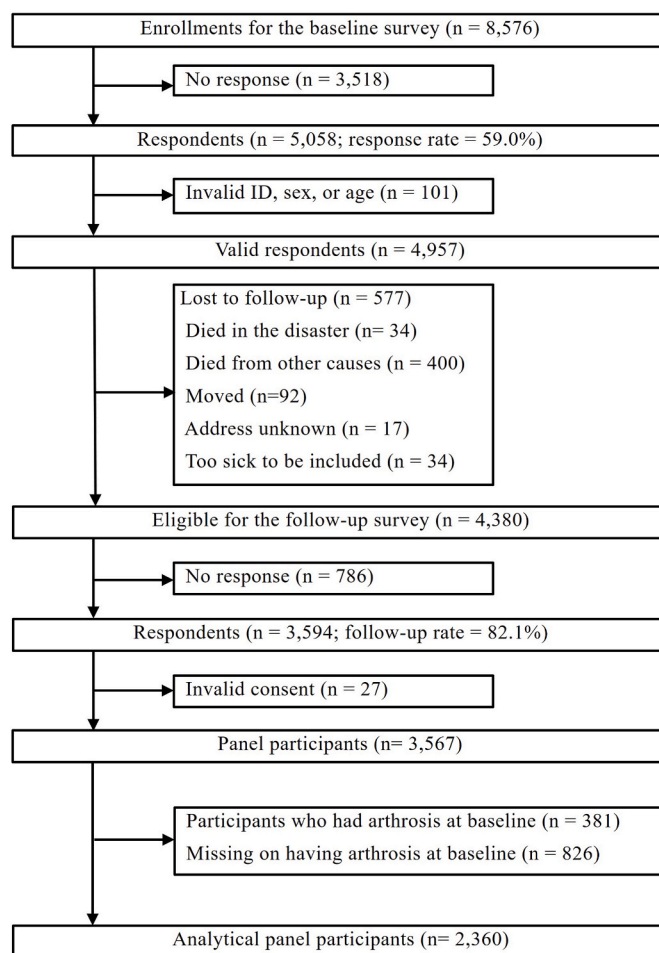 Enrollments for the baseline survey (n = 8,576)
No response (n = 3,518)
Respondents (n = 5,058; response rate = 59.0%)
Invalid ID, sex, or age (n = 101)
Valid respondents (n = 4,957)
Lost to follow-up (n = 577)
Died in the disaster (n= 34)
Died from other causes (n = 400)
Moved (n=92)
Address unknown (n = 17)
Too sick to be included (n = 34)
Eligible for the follow-up survey (n = 4,380)
No response (n = 786)
Respondents (n = 3,594; follow-up rate = 82.1%)
Invalid consent (n = 27)
Panel participants (n= 3,567)
Participants who had arthrosis at baseline (n = 381)
Missing on having arthrosis at baseline (n = 826)
Analytical panel participants (n= 2,360)